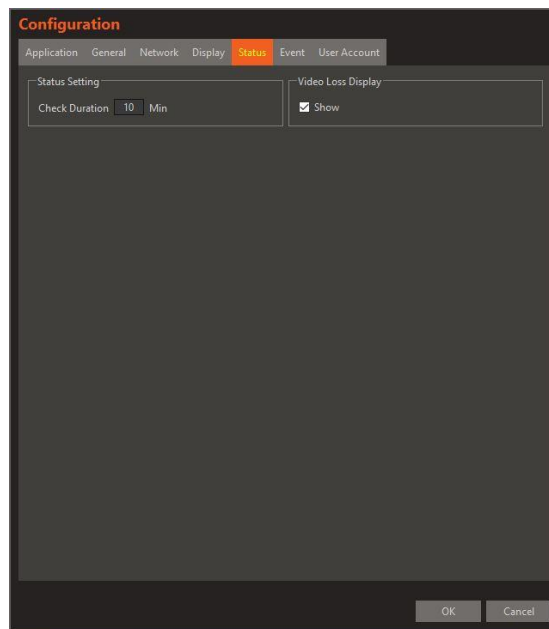 Configuration
Application General Network Display Status Event User Account
Status Setting
Check Duration 10 Min
Video Loss Display
Show
OK Cancel